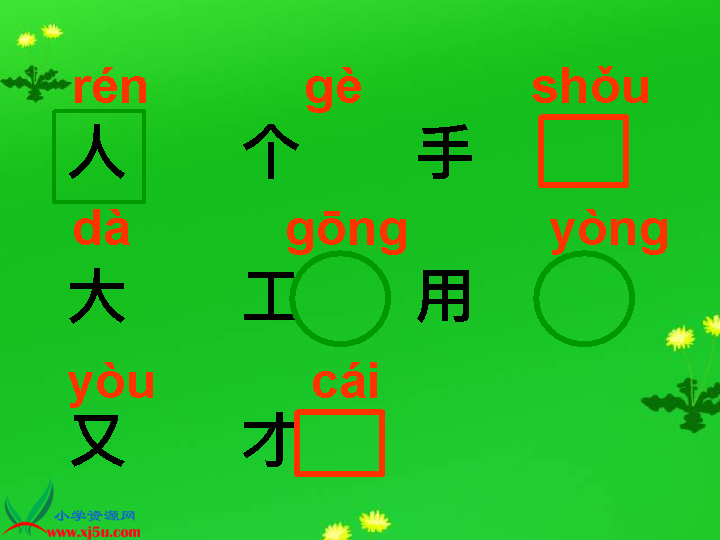 rén gè shǒu
人 个 手
dà gōng yòng
大 工 用
yòu cái
又 才
小学资源网
www.xj5u.com